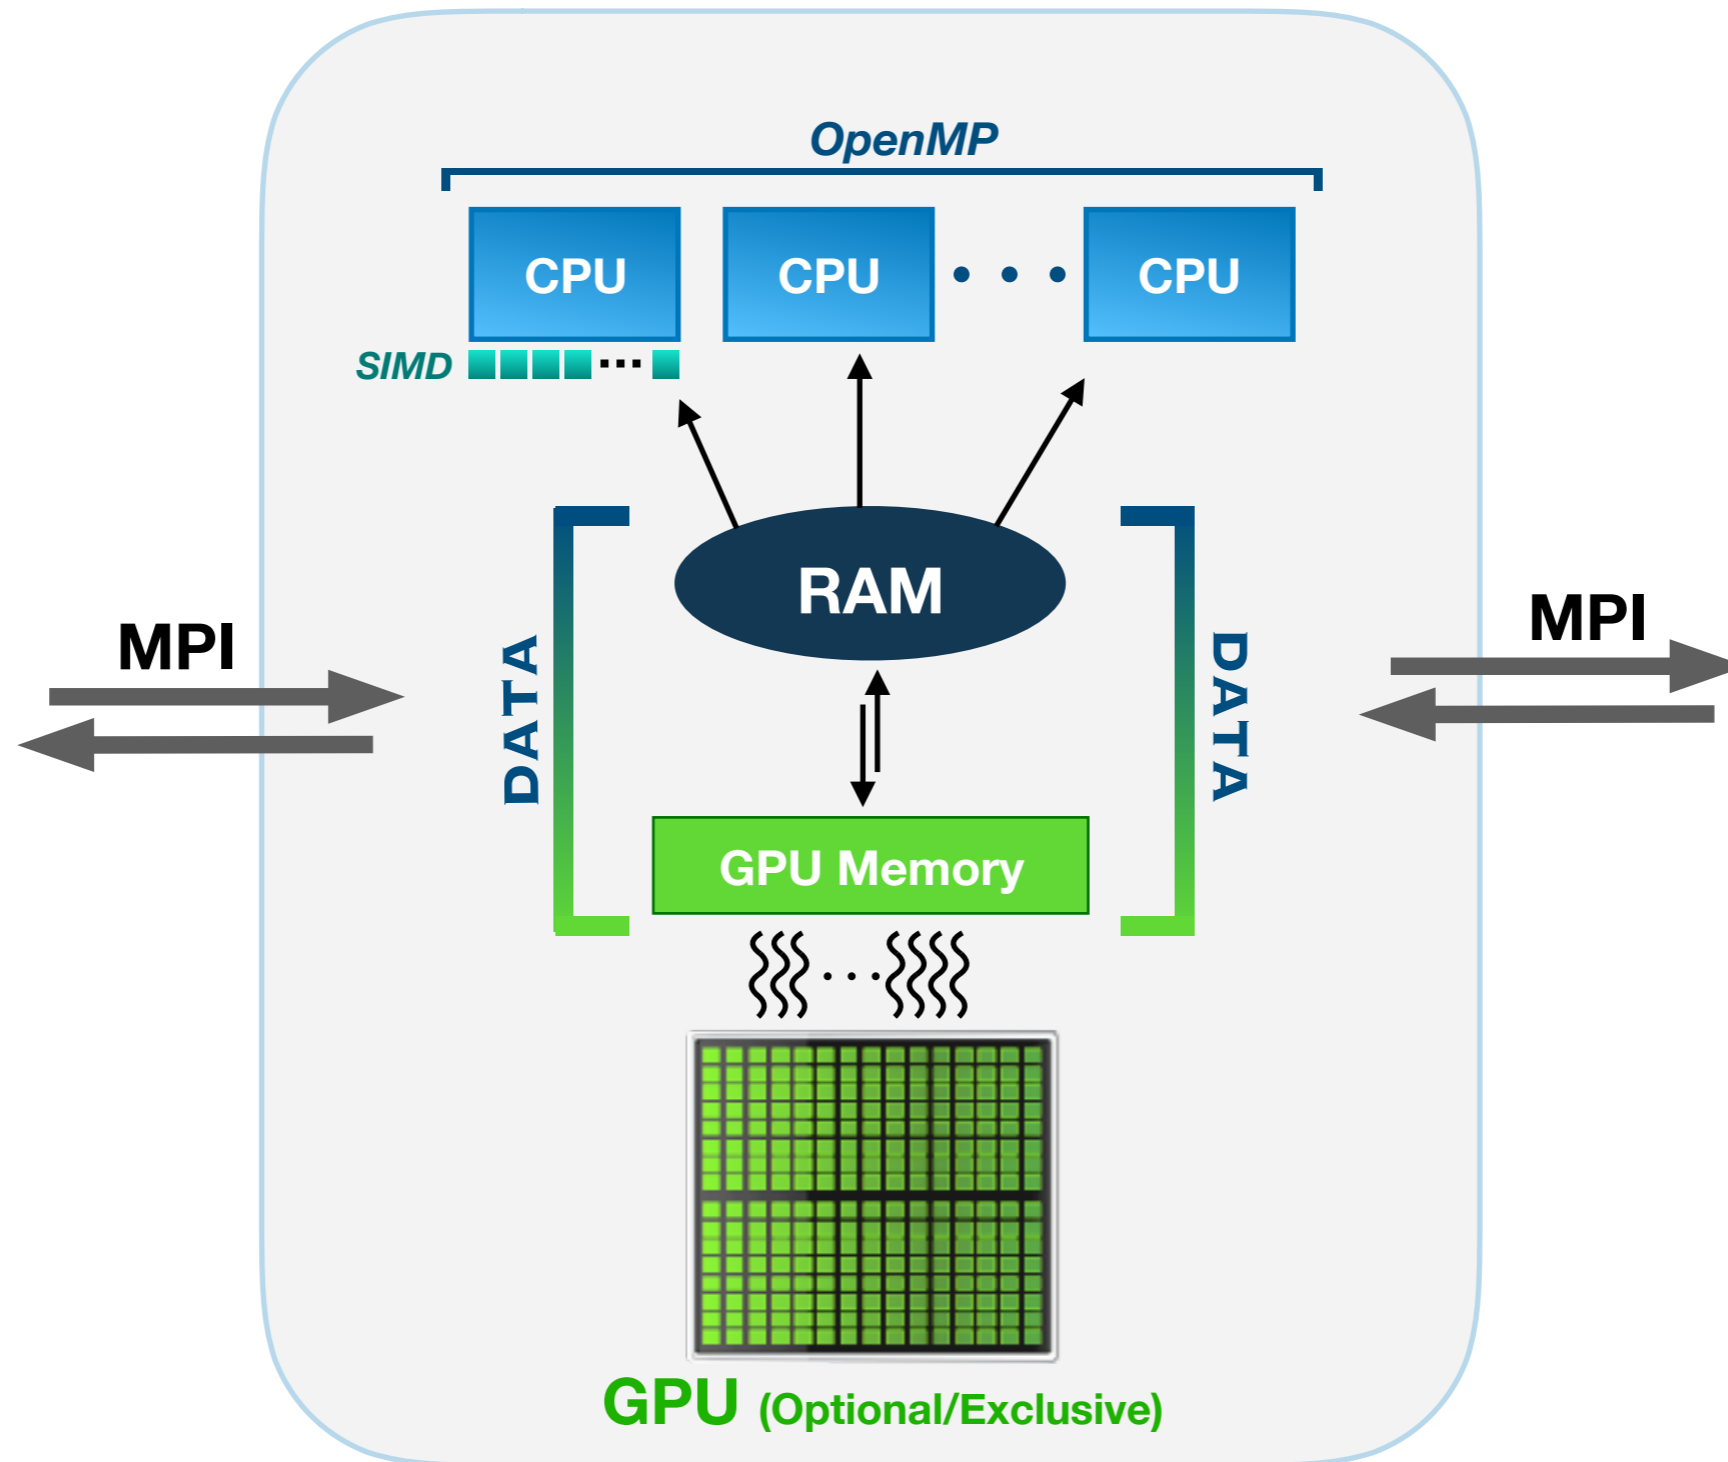 OpenMP
CPU
CPU
CPU
SIMD
RAM
MPI
MPI
DATA
DATA
GPU Memory
GPU (Optional/Exclusive)